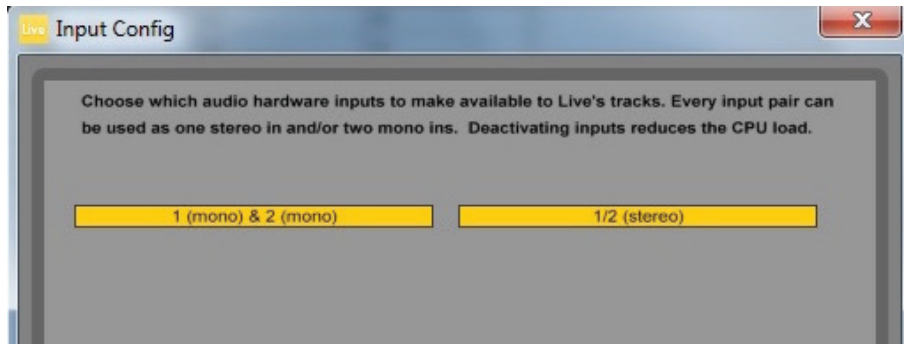 Live Input Config
Choose which audio hardware inputs to make available to Live's tracks. Every input pair can
be used as one stereo in and/or two mono ins. Deactivating inputs reduces the CPU load.
1 (mono) & 2 (mono) 1/2 (stereo)